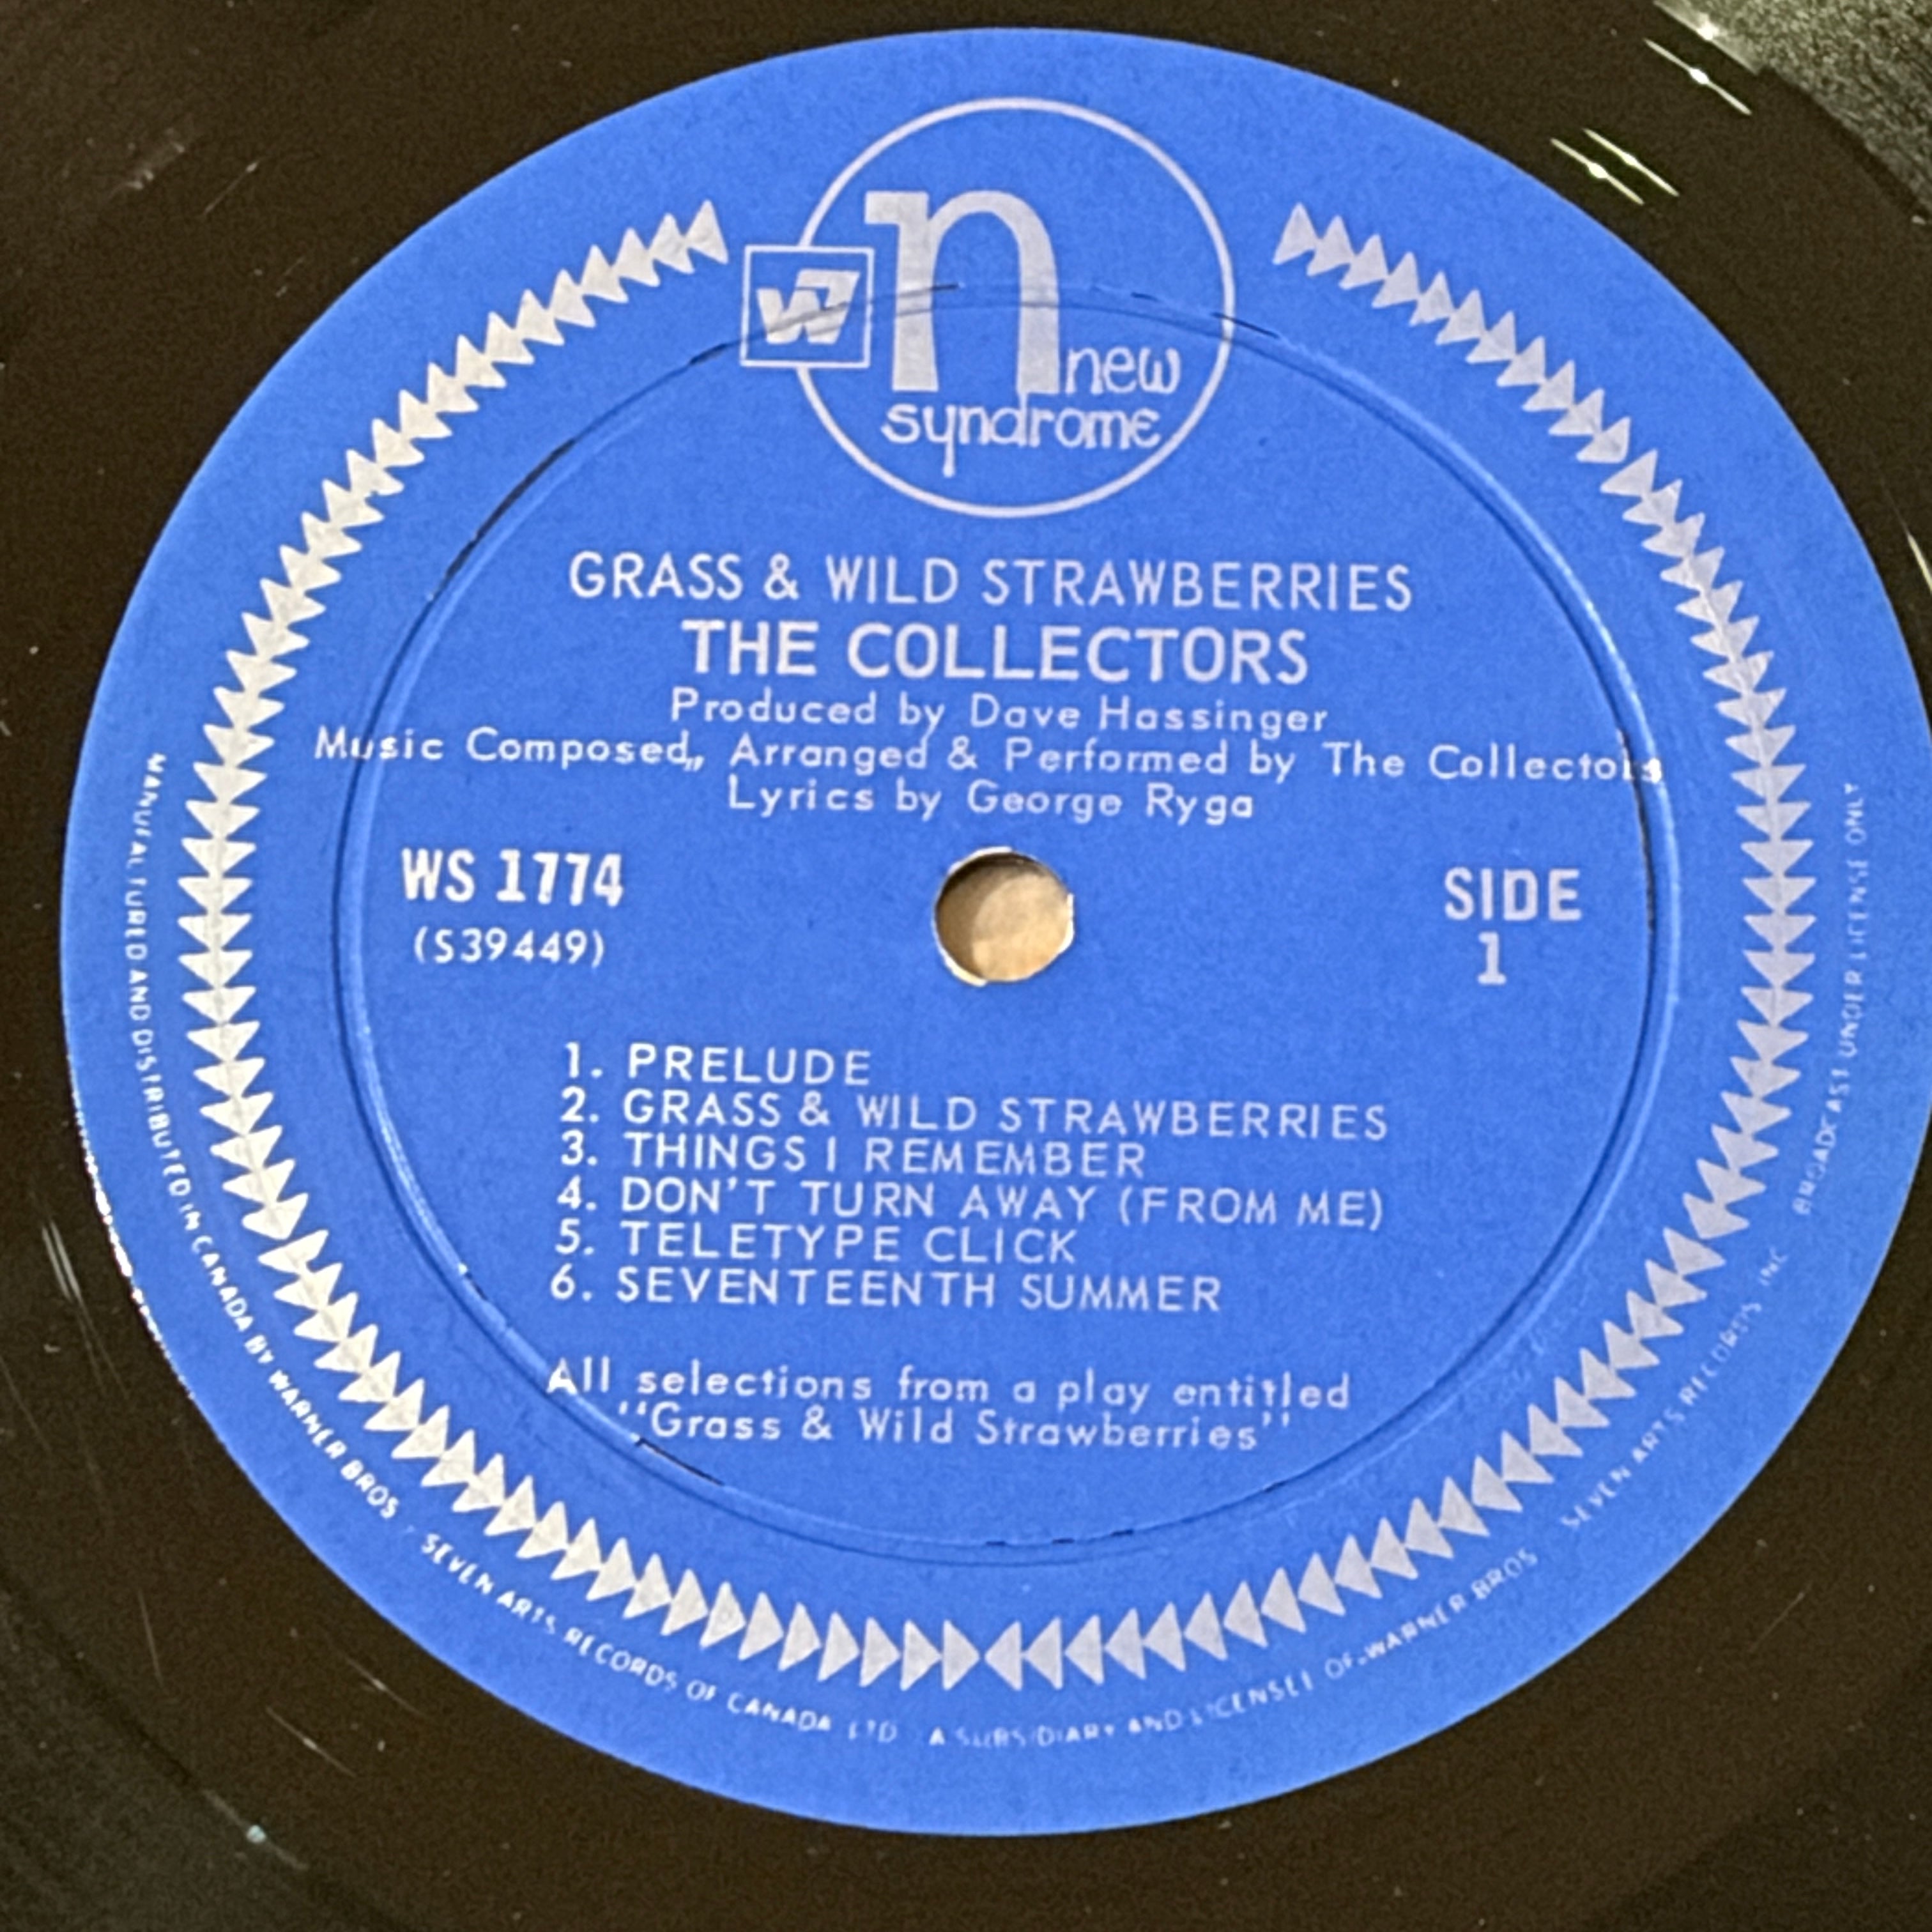 W7
n new
syndrome
GRASS & WILD STRAWBERRIES
THE COLLECTORS
Produced by Dave Hassinger
Music Composed,, Arranged & Performed by The Collectors
Lyrics by George Ryga
WS 1774
(S39449)
SIDE
1
1. PRELUDE
2. GRASS & WILD STRAWBERRIES
3. THINGS I REMEMBER
4. DON'T TURN AWAY (FROM ME)
5. TELETYPE CLICK
6. SEVENTEENTH SUMMER
All selections from a play entitled
"Grass & Wild Strawberries"
MANUFACTURED AND DISTRIBUTED IN CANADA BY WARNER BROS - SEVEN ARTS RECORDS OF CANADA LTD A SUBSIDIARY AND LICENSEE OF WARNER BROS SEVEN ARTS RECORDS INC BROADCAST UNDER LICENSE ONLY